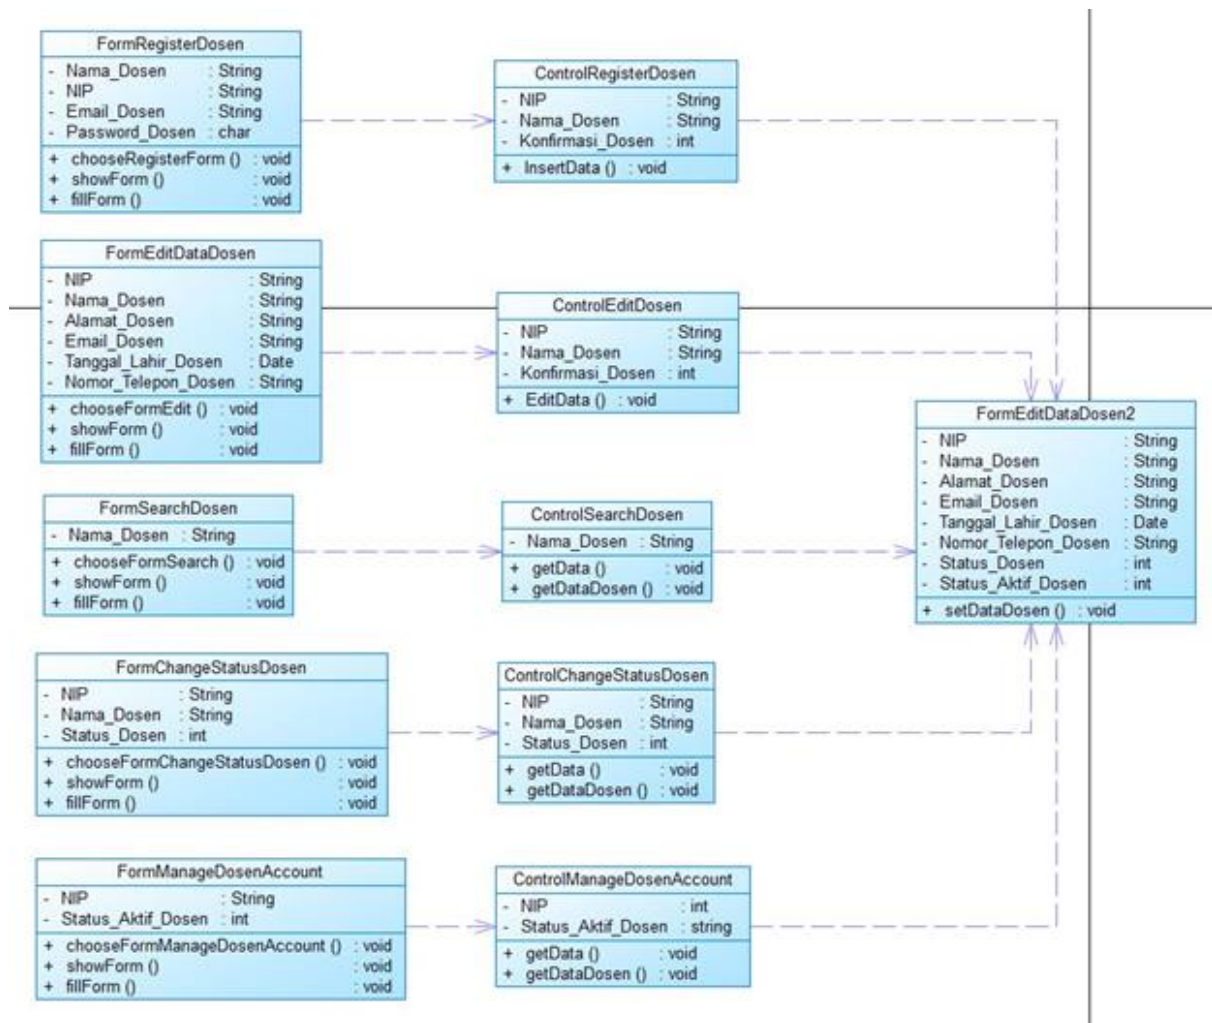 FormRegisterDosen
- Nama_Dosen : String
- NIP : String
- Email_Dosen : String
- Password_Dosen : char
+ chooseRegisterForm () : void
+ showForm () : void
+ fillForm () : void
ControlRegisterDosen
- NIP : String
- Nama_Dosen : String
- Konfirmasi_Dosen : int
+ InsertData () : void
FormEditDataDosen
- NIP : String
- Nama_Dosen : String
- Alamat_Dosen : String
- Email_Dosen : String
- Tanggal_Lahir_Dosen : Date
- Nomor_Telepon_Dosen : String
+ chooseFormEdit () : void
+ showForm () : void
+ fillForm () : void
ControlEditDosen
- NIP : String
- Nama_Dosen : String
- Konfirmasi_Dosen : int
+ EditData () : void
FormEditDataDosen2
- NIP : String
- Nama_Dosen : String
- Alamat_Dosen : String
- Email_Dosen : String
- Tanggal_Lahir_Dosen : Date
- Nomor_Telepon_Dosen : String
- Status_Dosen : int
- Status_Aktif_Dosen : int
+ setDataDosen () : void
FormSearchDosen
- Nama_Dosen : String
+ chooseFormSearch () : void
+ showForm () : void
+ fillForm () : void
ControlSearchDosen
- Nama_Dosen : String
+ getData () : void
+ getDataDosen () : void
FormChangeStatusDosen
- NIP : String
- Nama_Dosen : String
- Status_Dosen : int
+ chooseFormChangeStatusDosen () : void
+ showForm () : void
+ fillForm () : void
ControlChangeStatusDosen
- NIP : String
- Nama_Dosen : String
- Status_Dosen : int
+ getData () : void
+ getDataDosen () : void
FormManageDosenAccount
- NIP : String
- Status_Aktif_Dosen : int
+ chooseFormManageDosenAccount () : void
+ showForm () : void
+ fillForm () : void
ControlManageDosenAccount
- NIP : int
- Status_Aktif_Dosen : string
+ getData () : void
+ getDataDosen () : void